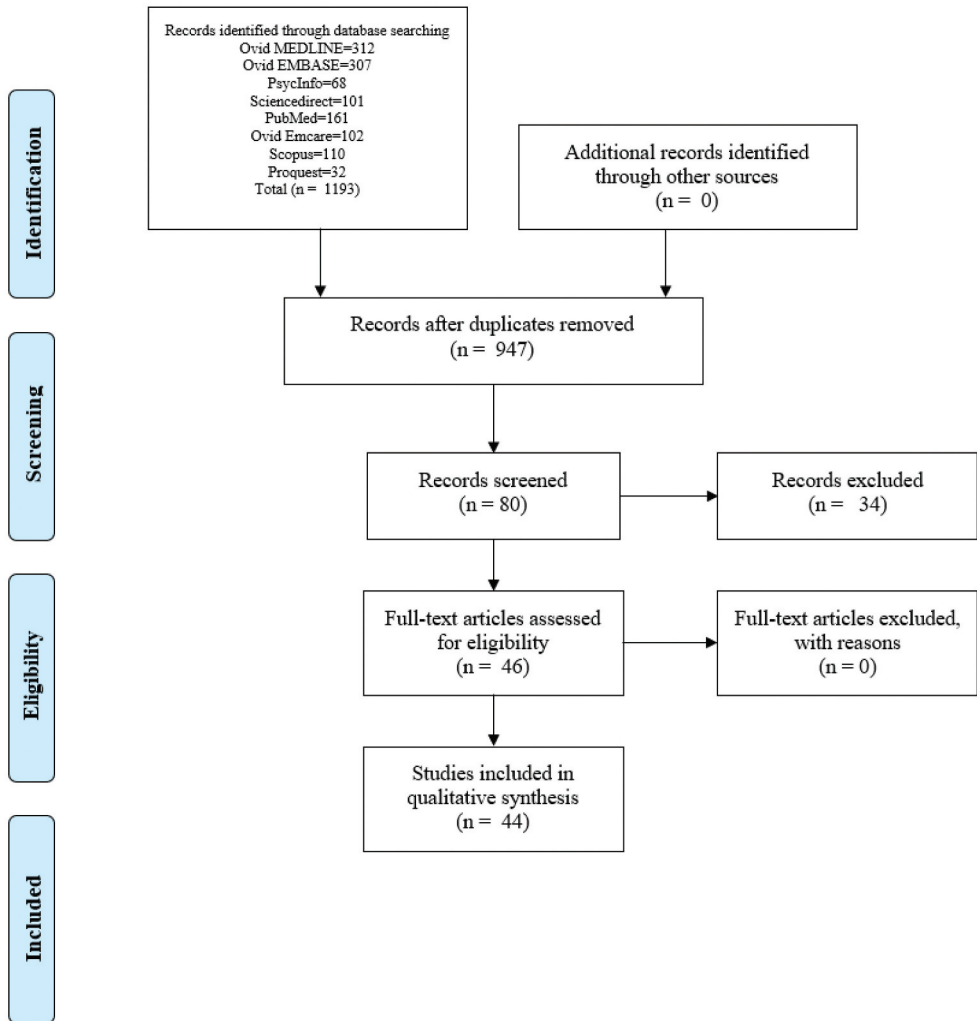 Identification
Records identified through database searching
Ovid MEDLINE=312
Ovid EMBASE=307
PsycInfo=68
Sciencedirect=101
PubMed=161
Ovid Emcare=102
Scopus=110
Proquest=32
Total (n = 1193)
Additional records identified
through other sources
(n = 0)
Records after duplicates removed
(n = 947)
Screening
Records screened
(n = 80)
Records excluded
(n = 34)
Eligibility
Full-text articles assessed
for eligibility
(n = 46)
Full-text articles excluded,
with reasons
(n = 0)
Studies included in
qualitative synthesis
(n = 44)
Included